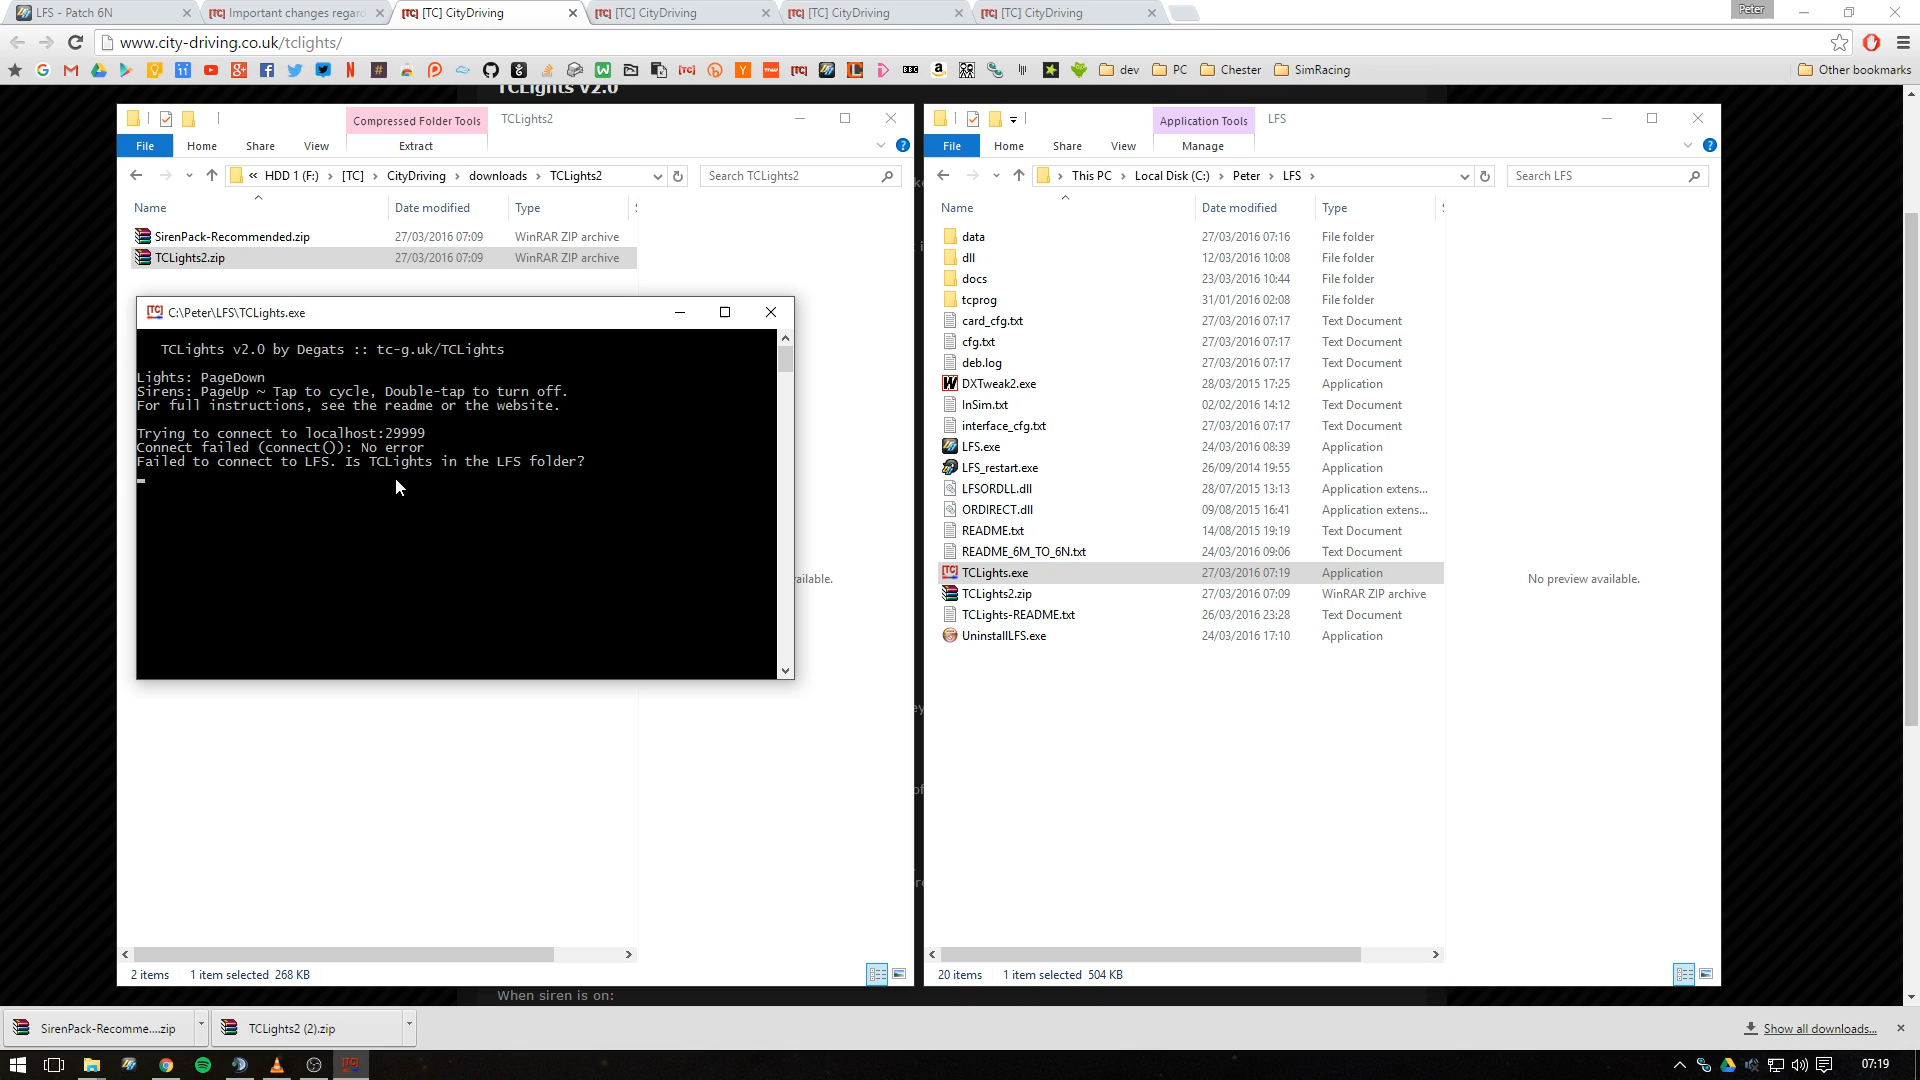 LFS - Patch 6N
Important changes regard
[TC] CityDriving
[TC] CityDriving
[TC] CityDriving
[TC] CityDriving
Peter
www.city-driving.co.uk/tclights/
dev
PC
Chester
SimRacing
Other bookmarks
TCLights v2.0
Compressed Folder Tools
TCLights2
File
Home
Share
View
Extract
« HDD 1 (F:) › [TC] › CityDriving › downloads › TCLights2
Search TCLights2
Name
Date modified
Type
SirenPack-Recommended.zip 27/03/2016 07:09 WinRAR ZIP archive
TCLights2.zip 27/03/2016 07:09 WinRAR ZIP archive
ailable.
2 items 1 item selected 268 KB
C:\Peter\LFS\TCLights.exe
TCLights v2.0 by Degats :: tc-g.uk/TCLights
Lights: PageDown
Sirens: PageUp ~ Tap to cycle, Double-tap to turn off.
For full instructions, see the readme or the website.
Trying to connect to localhost:29999
Connect failed (connect()): No error
Failed to connect to LFS. Is TCLights in the LFS folder?
Application Tools
LFS
File
Home
Share
View
Manage
› This PC › Local Disk (C:) › Peter › LFS ›
Search LFS
Name
Date modified
Type
data 27/03/2016 07:16 File folder
dll 12/03/2016 10:08 File folder
docs 23/03/2016 10:44 File folder
tcprog 31/01/2016 02:08 File folder
card_cfg.txt 27/03/2016 07:17 Text Document
cfg.txt 27/03/2016 07:17 Text Document
deb.log 27/03/2016 07:17 Text Document
DXTweak2.exe 28/03/2015 17:25 Application
InSim.txt 02/02/2016 14:12 Text Document
interface_cfg.txt 27/03/2016 07:17 Text Document
LFS.exe 24/03/2016 08:39 Application
LFS_restart.exe 26/09/2014 19:55 Application
LFSORDLL.dll 28/07/2015 13:13 Application extens...
ORDIRECT.dll 09/08/2015 16:41 Application extens...
README.txt 14/08/2015 19:19 Text Document
README_6M_TO_6N.txt 24/03/2016 09:06 Text Document
TCLights.exe 27/03/2016 07:19 Application
TCLights2.zip 27/03/2016 07:09 WinRAR ZIP archive
TCLights-README.txt 26/03/2016 23:28 Text Document
UninstallLFS.exe 24/03/2016 17:10 Application
No preview available.
20 items 1 item selected 504 KB
When siren is on:
SirenPack-Recomme....zip
TCLights2 (2).zip
Show all downloads...
07:19